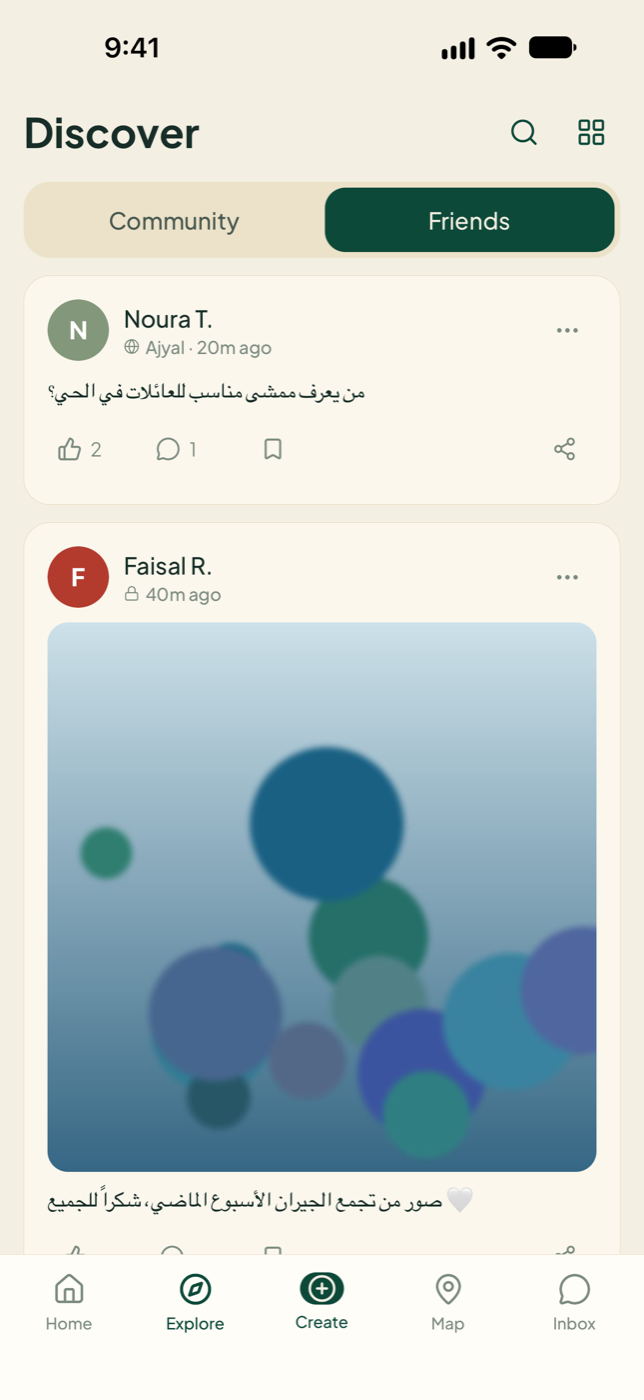 9:41
Discover
Community
Friends
N
Noura T.
Ajyal · 20m ago
من يعرف ممشى مناسب للعائلات في الحي؟
2
1
F
Faisal R.
40m ago
صور من تجمع الجيران الأسبوع الماضي، شكراً للجميع 🤍
Home
Explore
Create
Map
Inbox